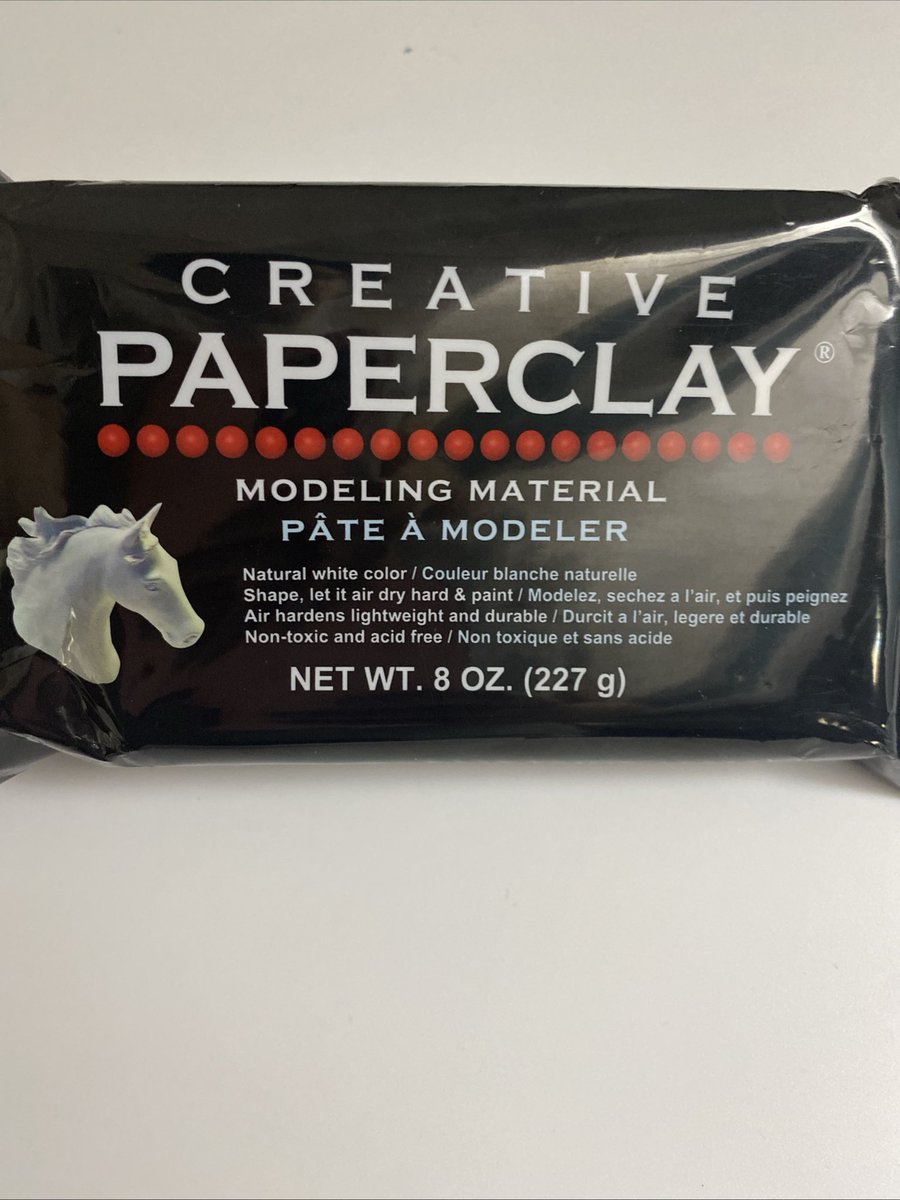 CREATIVE
PAPERCLAY®
MODELING MATERIAL
PÂTE À MODELER
Natural white color / Couleur blanche naturelle
Shape, let it air dry hard & paint / Modelez, sechez a l'air, et puis peignez
Air hardens lightweight and durable / Durcit a l'air, legere et durable
Non-toxic and acid free / Non toxique et sans acide
NET WT. 8 OZ. (227 g)